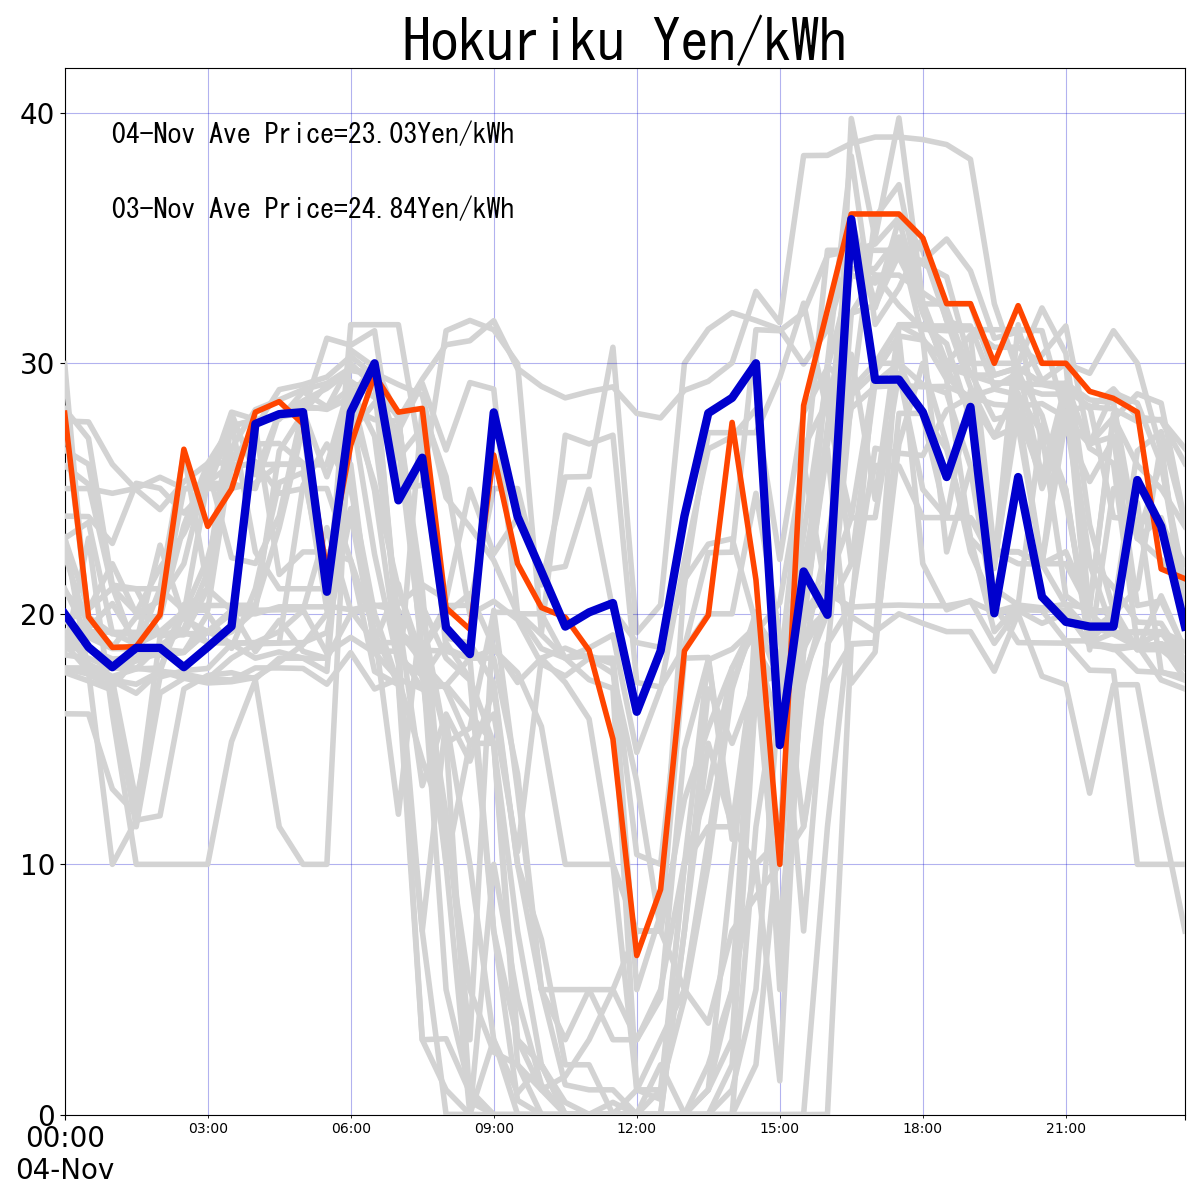 Hokuriku Yen/kWh
04-Nov Ave Price=23.03Yen/kWh
03-Nov Ave Price=24.84Yen/kWh
40
30
20
10
0
00:00 03:00 06:00 09:00 12:00 15:00 18:00 21:00
04-Nov